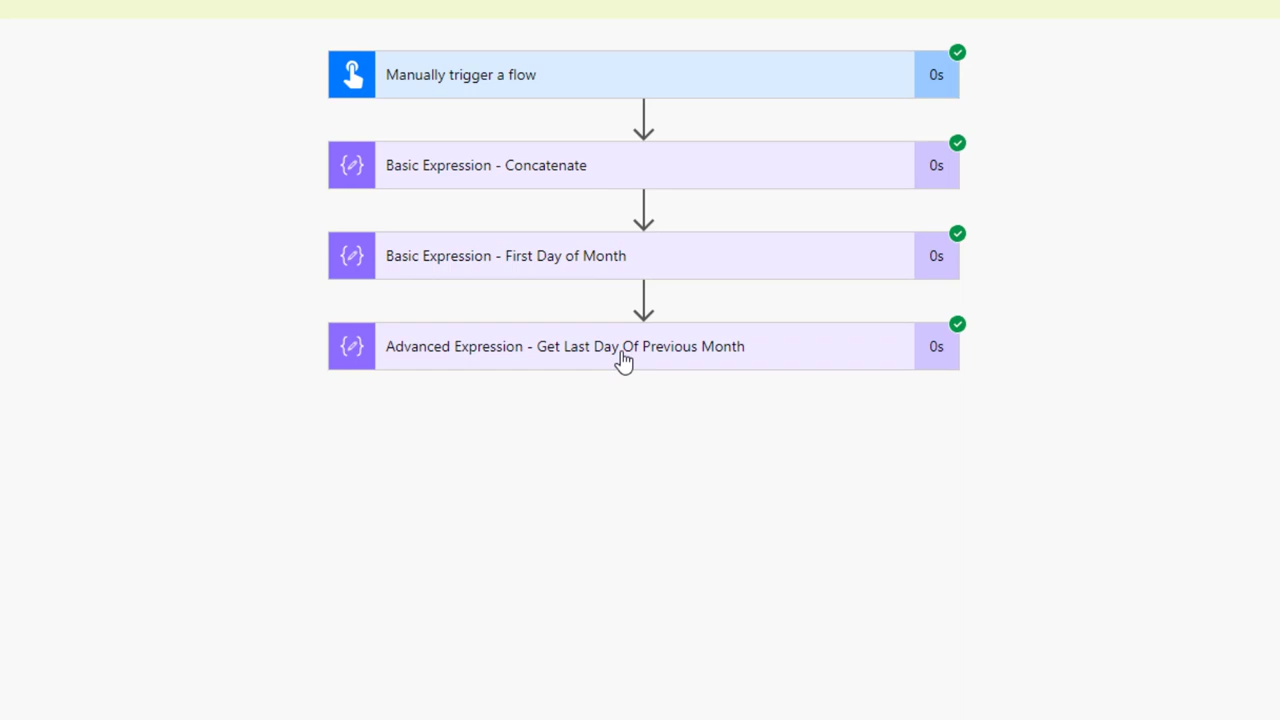 Manually trigger a flow 0s
Basic Expression - Concatenate 0s
Basic Expression - First Day of Month 0s
Advanced Expression - Get Last Day Of Previous Month 0s